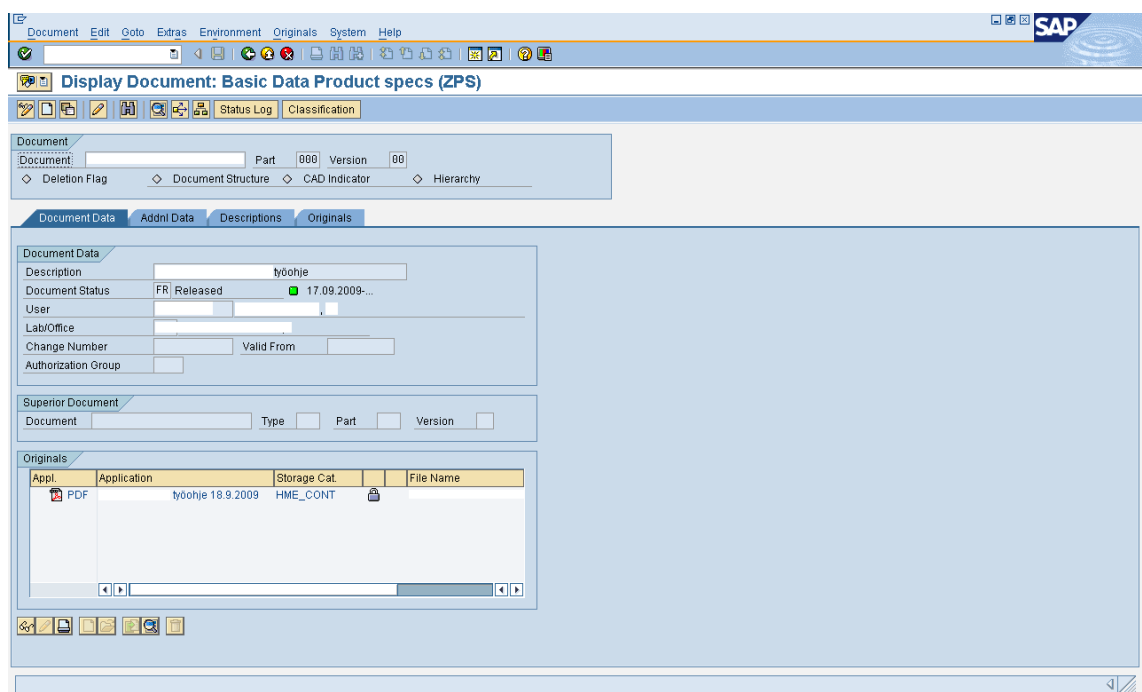 Document Edit Goto Extras Environment Originals System Help
SAP
Display Document: Basic Data Product specs (ZPS)
Status Log Classification
Document
Document Part 000 Version 00
Deletion Flag Document Structure CAD Indicator Hierarchy
Document Data Addnl Data Descriptions Originals
Document Data
Description työohje
Document Status FR Released 17.09.2009-...
User ,
Lab/Office
Change Number Valid From
Authorization Group
Superior Document
Document Type Part Version
Originals
Appl. Application Storage Cat. File Name
PDF työohje 18.9.2009 HME_CONT